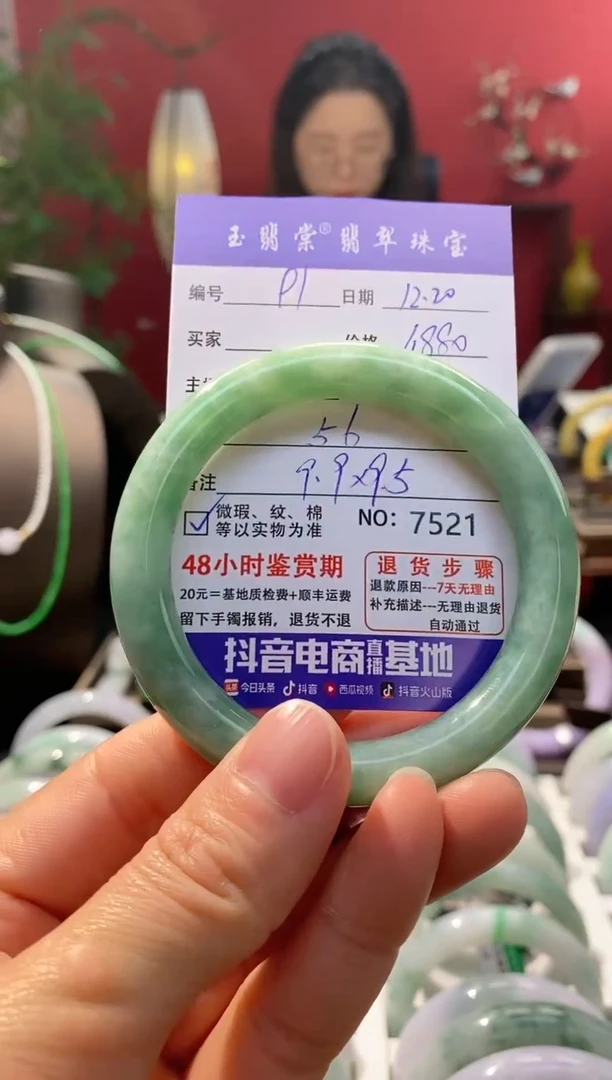 玉翡棠®翡翠珠宝
编号 P1 日期 12.20
买家 价格 1880
56
备注 9.9×9.5
微瑕、纹、棉
等以实物为准
NO: 7521
48小时鉴赏期
20元=基地质检费+顺丰运费
留下手镯报销，退货不退
退货步骤
退款原因---7天无理由
补充描述---无理由退货
自动通过
抖音电商直播基地
头条 今日头条 抖音 西瓜视频 抖音火山版